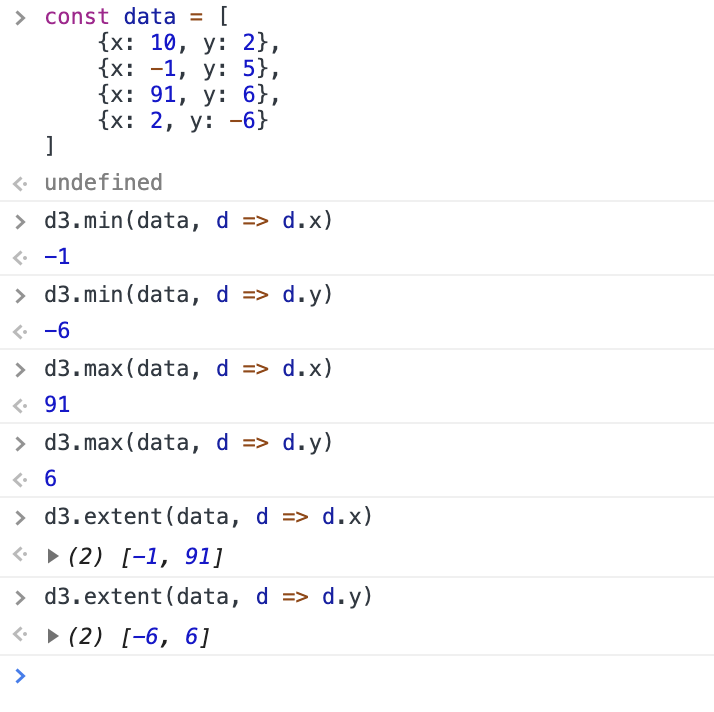 > const data = [
    {x: 10, y: 2},
    {x: −1, y: 5},
    {x: 91, y: 6},
    {x: 2, y: −6}
]
undefined
> d3.min(data, d => d.x)
−1
> d3.min(data, d => d.y)
−6
> d3.max(data, d => d.x)
91
> d3.max(data, d => d.y)
6
> d3.extent(data, d => d.x)
▶ (2) [−1, 91]
> d3.extent(data, d => d.y)
▶ (2) [−6, 6]
>